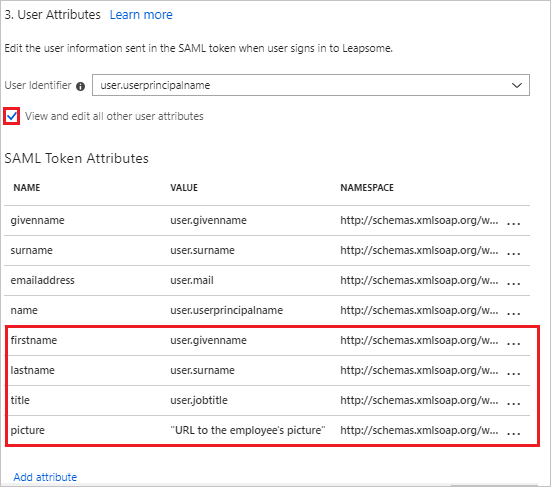 3. User Attributes Learn more
Edit the user information sent in the SAML token when user signs in to Leapsome.
User Identifier user.userprincipalname
View and edit all other user attributes
SAML Token Attributes
NAME VALUE NAMESPACE
givenname user.givenname http://schemas.xmlsoap.org/w... ...
surname user.surname http://schemas.xmlsoap.org/w... ...
emailaddress user.mail http://schemas.xmlsoap.org/w... ...
name user.userprincipalname http://schemas.xmlsoap.org/w... ...
firstname user.givenname http://schemas.xmlsoap.org/w... ...
lastname user.surname http://schemas.xmlsoap.org/w... ...
title user.jobtitle http://schemas.xmlsoap.org/w... ...
picture "URL to the employee's picture" http://schemas.xmlsoap.org/w... ...
Add attribute